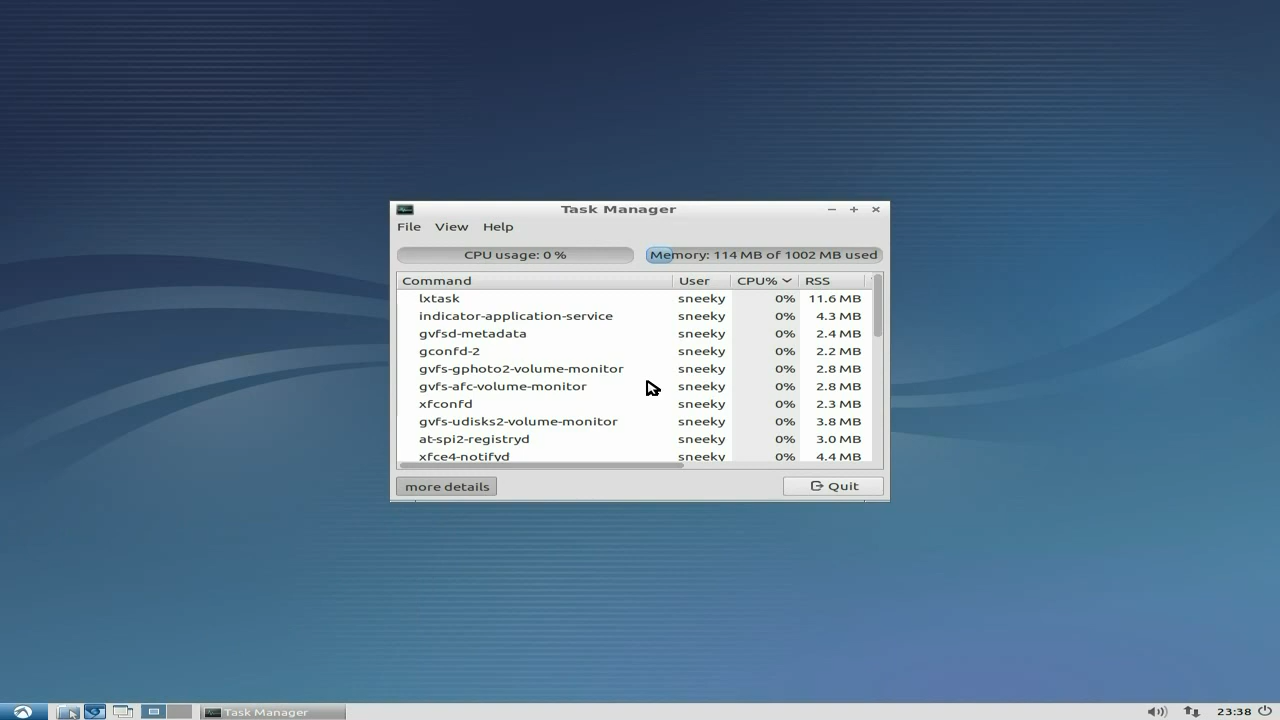 Task Manager
File View Help
CPU usage: 0 % Memory: 114 MB of 1002 MB used
Command User CPU% RSS
lxtask sneeky 0% 11.6 MB
indicator-application-service sneeky 0% 4.3 MB
gvfsd-metadata sneeky 0% 2.4 MB
gconfd-2 sneeky 0% 2.2 MB
gvfs-gphoto2-volume-monitor sneeky 0% 2.8 MB
gvfs-afc-volume-monitor sneeky 0% 2.8 MB
xfconfd sneeky 0% 2.3 MB
gvfs-udisks2-volume-monitor sneeky 0% 3.8 MB
at-spi2-registryd sneeky 0% 3.0 MB
xfce4-notifyd sneeky 0% 4.4 MB
more details Quit
Task Manager 23:38